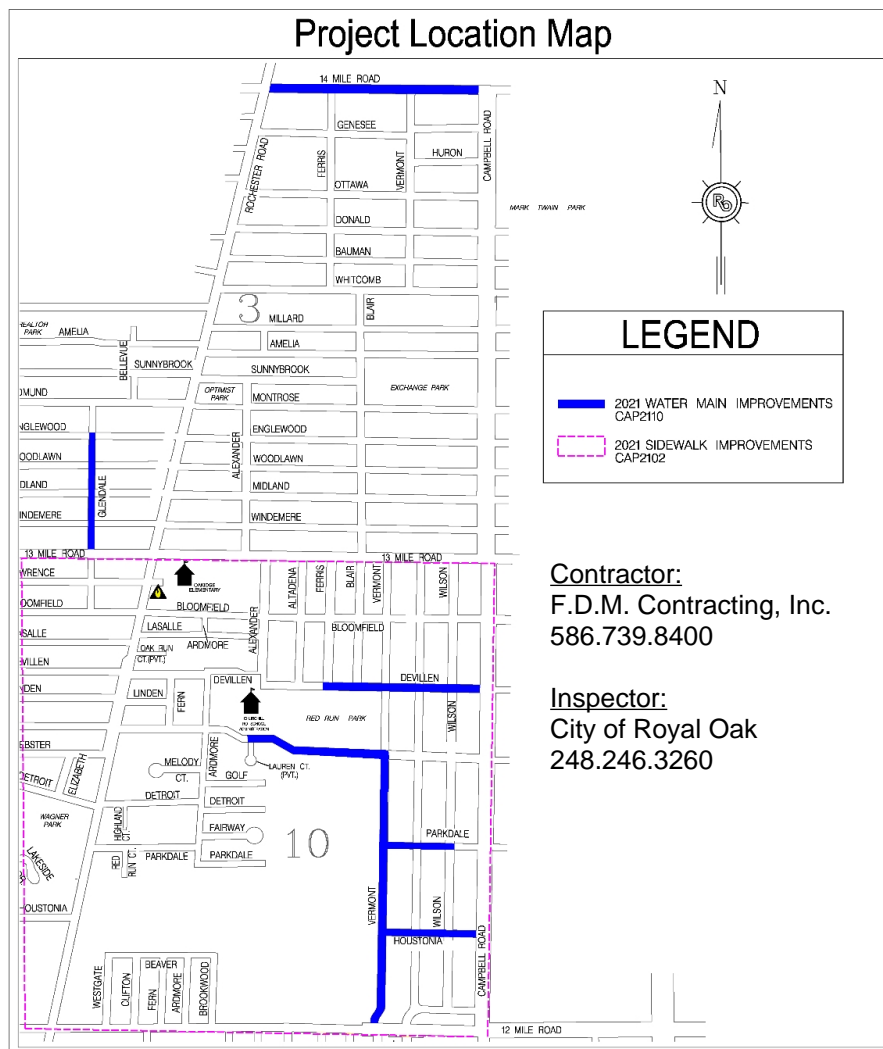 Project Location Map
14 MILE ROAD
GENESEE
HURON
ROCHESTER ROAD
FERRIS
VERMONT
CAMPBELL ROAD
OTTAWA
DONALD
BAUMAN
WHITCOMB
MARK TWAIN PARK
N
3
MILLARD
BLAIR
PARK
AMELIA
AMELIA
BELLEVUE
SUNNYBROOK
SUNNYBROOK
OPTIMIST
PARK
MONTROSE
EXCHANGE PARK
ENGLEWOOD
ALEXANDER
WOODLAWN
MIDLAND
GLENDALE
WINDEMERE
LEGEND
2021 WATER MAIN IMPROVEMENTS
CAP2110
2021 SIDEWALK IMPROVEMENTS
CAP2102
13 MILE ROAD
13 MILE ROAD
OAKRIDGE
ELEMENTARY
BLOOMFIELD
LASALLE
ARDMORE
ALEXANDER
ALTADENA
FERRIS
BLAIR
VERMONT
WILSON
BLOOMFIELD
OAK RUN
CT.(PVT.)
DEVILLEN
DEVILLEN
LINDEN
FERN
RED RUN PARK
WILSON
Contractor:
F.D.M. Contracting, Inc.
586.739.8400
Inspector:
City of Royal Oak
248.246.3260
ELIZABETH
DETROIT
MELODY
CT.
ARDMORE
LAUREN CT.
(PVT.)
GOLF
DETROIT
DETROIT
WAGNER
PARK
HIGHLAND
CT.
FAIRWAY
PARKDALE
LAKESIDE
RED
RUN CT.
PARKDALE
PARKDALE
10
VERMONT
WILSON
HOUSTONIA
CAMPBELL ROAD
WESTGATE
CLIFTON
FERN
BEAVER
ARDMORE
BROOKWOOD
12 MILE ROAD